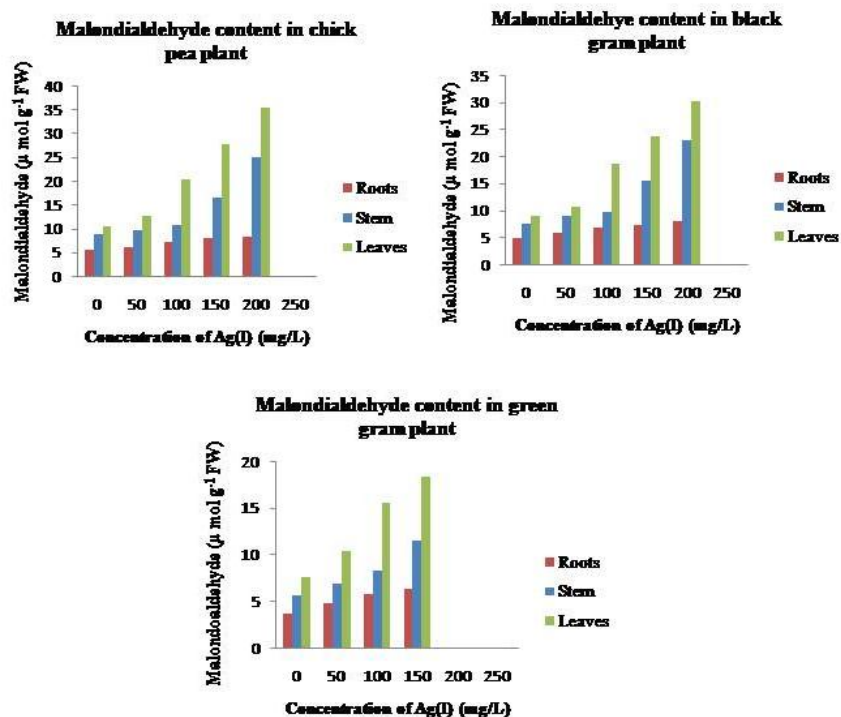 Malondialdehyde content in chick
pea plant
Malondialdehyde (µ mol g-1 FW)
40
35
30
25
20
15
10
5
0
Roots
Stem
Leaves
0 50 100 150 200 250
Concentration of Ag(I) (mg/L)
Malondialdehye content in black
gram plant
Malondialdehyde (µ mol g-1 FW)
35
30
25
20
15
10
5
0
Roots
Stem
Leaves
0 50 100 150 200 250
Concentration of Ag(I) (mg/L)
Malondialdehyde content in green
gram plant
Malondoaldehyde (µ mol g-1 FW)
20
15
10
5
0
Roots
Stem
Leaves
0 50 100 150 200 250
Concentration of Ag(I) (mg/L)